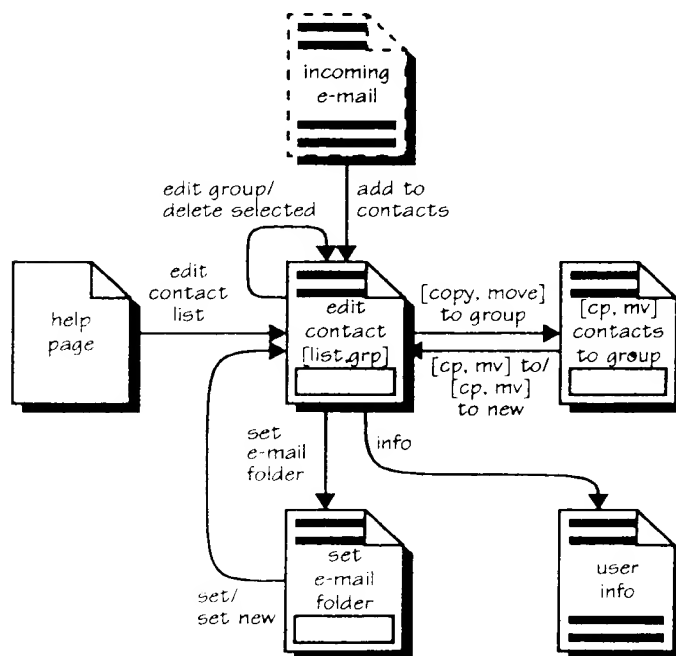 incoming
e-mail
edit group/
delete selected
add to
contacts
edit
contact
list
help
page
edit
contact
[list,grp]
[copy, move]
to group
[cp, mv]
contacts
to group
[cp, mv] to/
[cp, mv]
to new
set
e-mail
folder
info
set/
set new
set
e-mail
folder
user
info